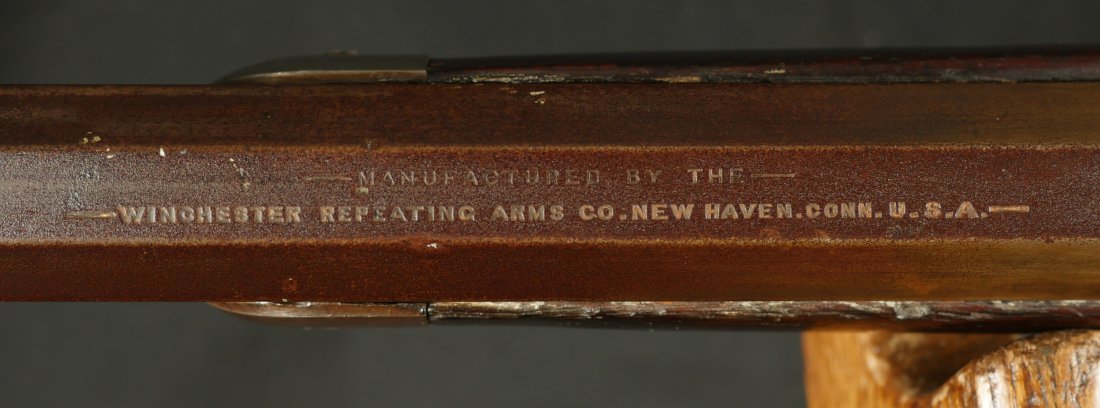 —MANUFACTURED BY THE—
—WINCHESTER REPEATING ARMS CO. NEW HAVEN. CONN. U.S.A.—